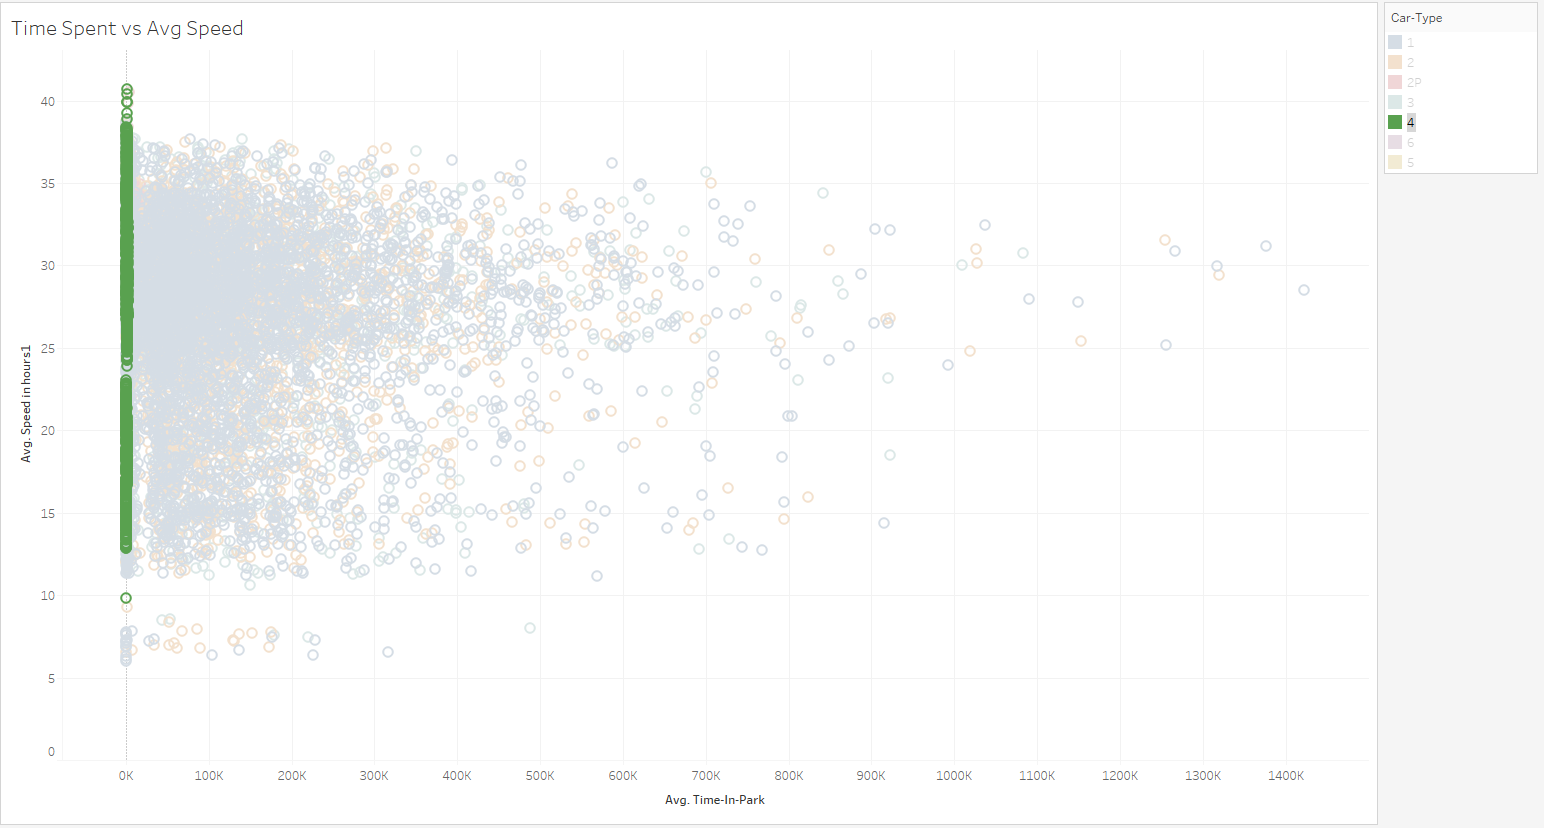 Time Spent vs Avg Speed
Car-Type
1
2
2P
3
4
6
5
40
35
30
25
20
15
10
5
0
Avg. Speed in hours1
0K
100K
200K
300K
400K
500K
600K
700K
800K
900K
1000K
1100K
1200K
1300K
1400K
Avg. Time-In-Park